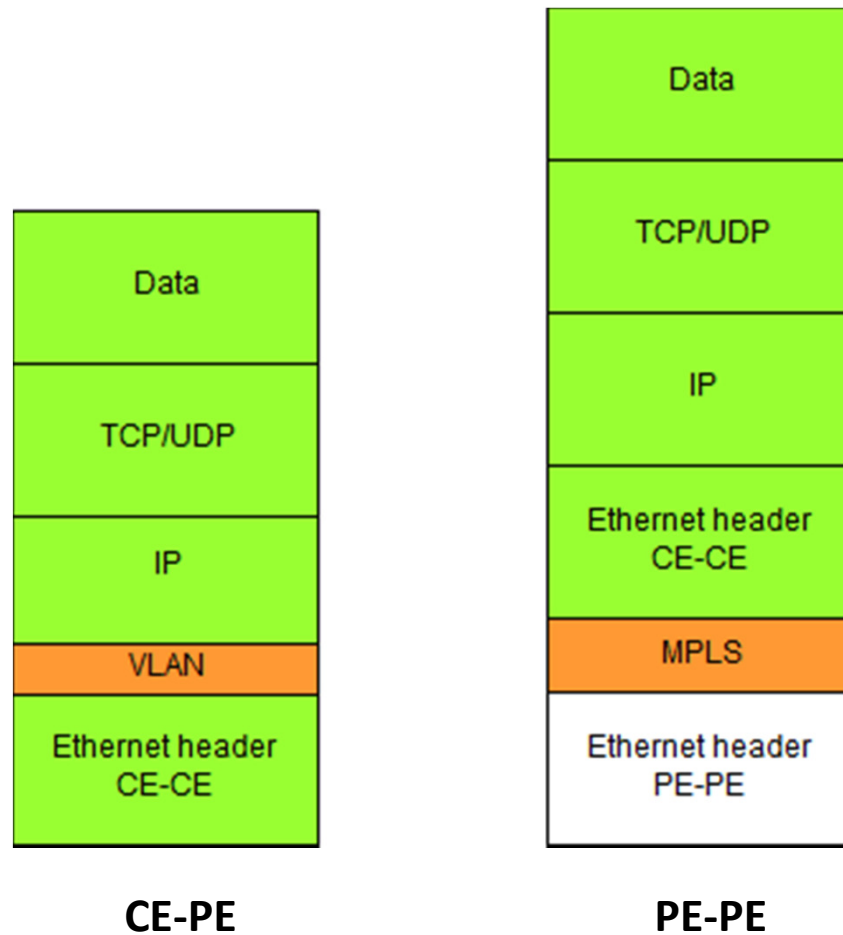 Data
TCP/UDP
IP
VLAN
Ethernet header
CE-CE
CE-PE
Data
TCP/UDP
IP
Ethernet header
CE-CE
MPLS
Ethernet header
PE-PE
PE-PE